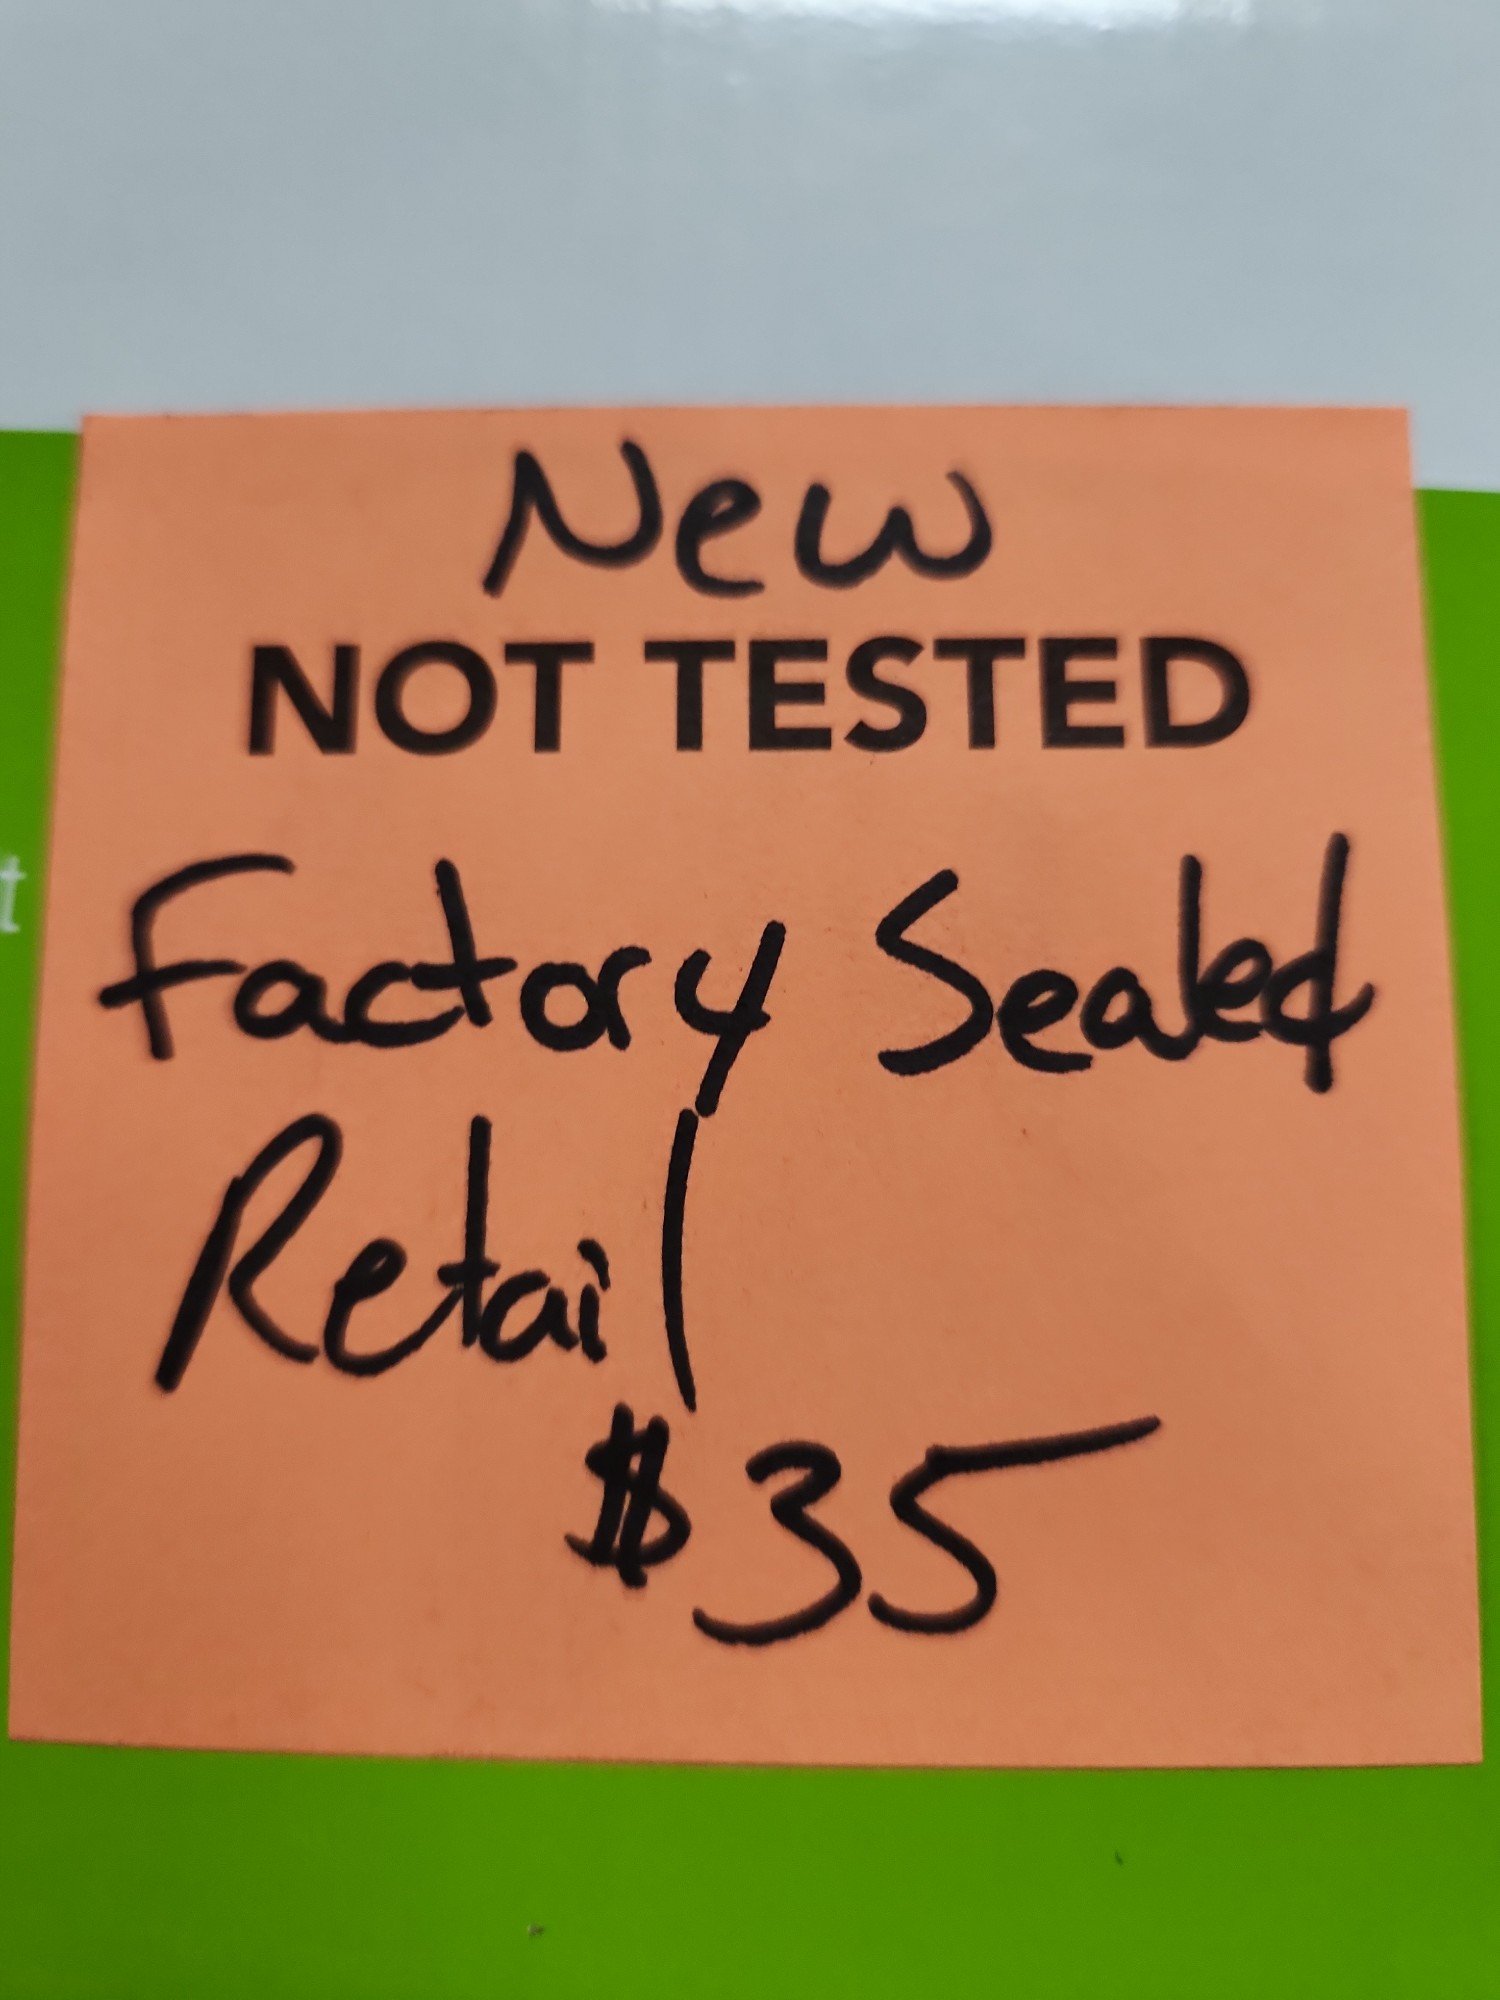 New
NOT TESTED
Factory Sealed
Retail
$35
t